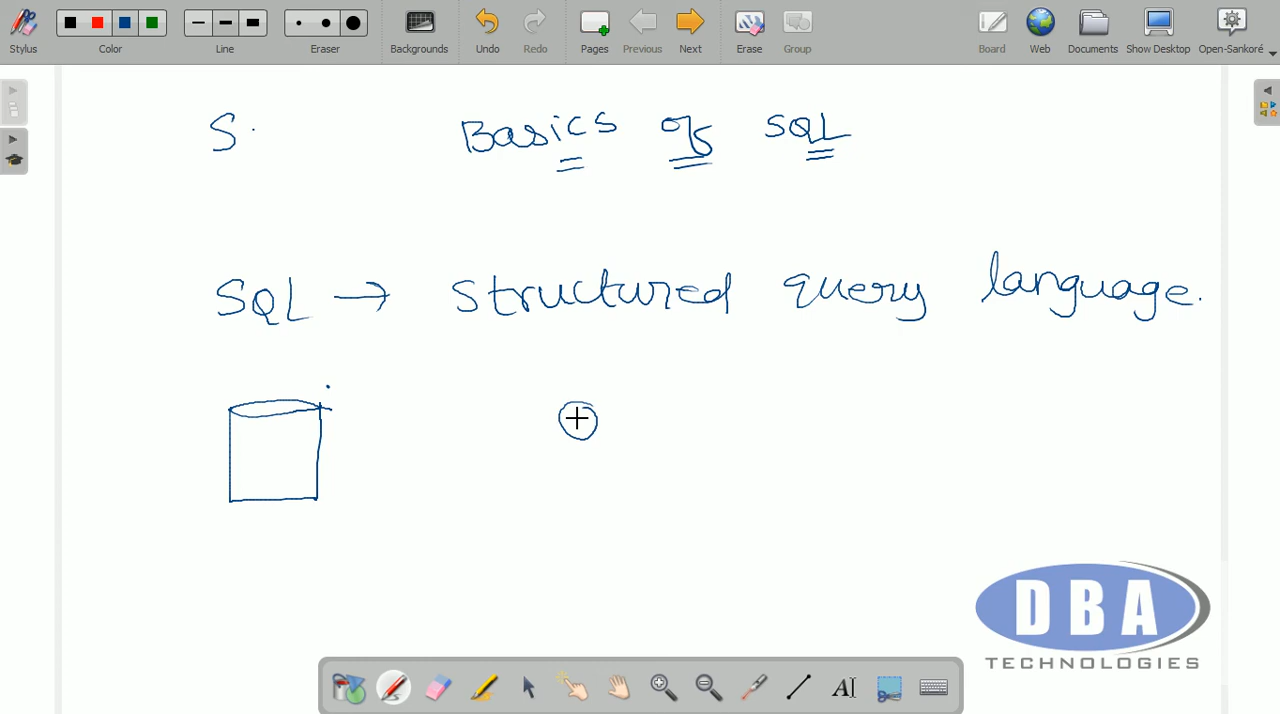 Stylus Color Line Eraser Backgrounds Undo Redo Pages Previous Next Erase Group Board Web Documents Show Desktop Open-Sankoré
S. Basics of SQL
SQL → Structured query language.
DBA
TECHNOLOGIES
AI